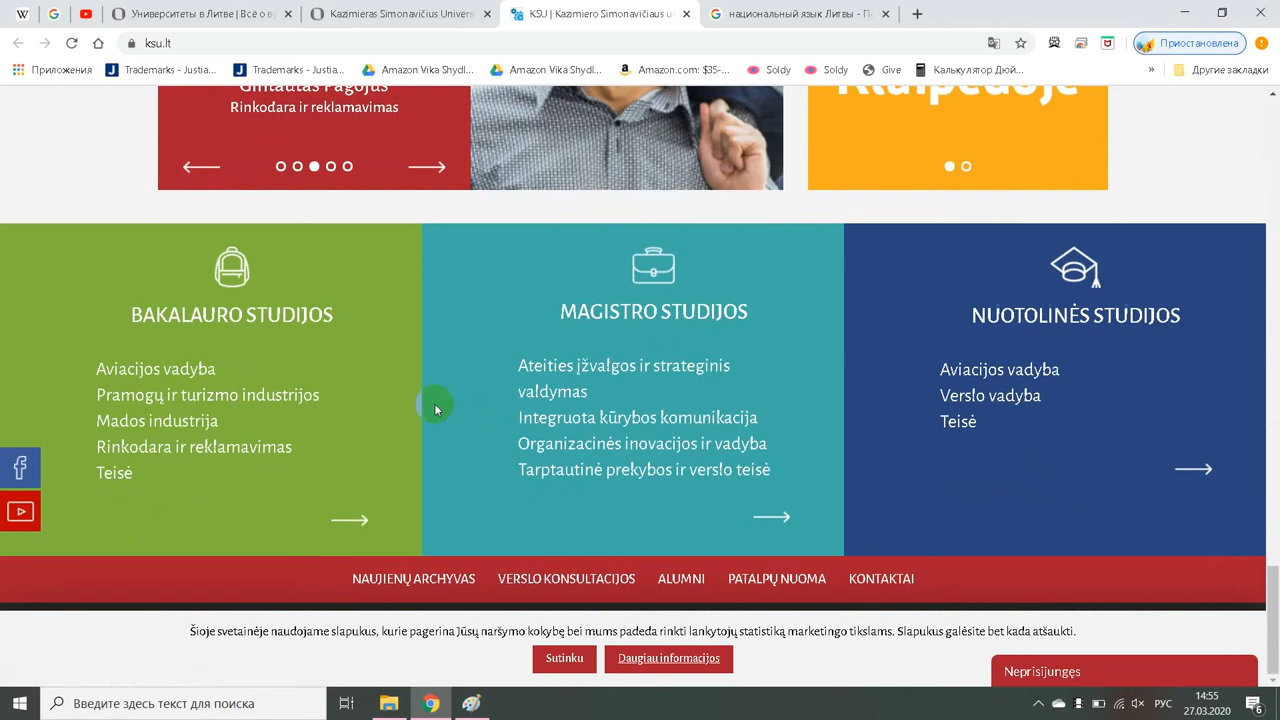 Университеты в Литве | Всё о ву
Kazimieras Simonavičius Universi
KSU | Kazimiero Simonavičiaus u
национальный язык Литвы - По
ksu.lt
Приостановлена
Приложения
Trademarks - Justia...
Trademarks - Justia...
Amazon Vika Shydl...
Amazon Vika Shydl...
Amazon.com: $35-...
Soldy
Soldy
Give
Калькулятор Дюй...
»
Другие закладки
Gintautas Pagojus
Rinkodara ir reklamavimas
Klaipėdoje
BAKALAURO STUDIJOS
Aviacijos vadyba
Pramogų ir turizmo industrijos
Mados industrija
Rinkodara ir reklamavimas
Teisė
MAGISTRO STUDIJOS
Ateities įžvalgos ir strateginis
valdymas
Integruota kūrybos komunikacija
Organizacinės inovacijos ir vadyba
Tarptautinė prekybos ir verslo teisė
NUOTOLINĖS STUDIJOS
Aviacijos vadyba
Verslo vadyba
Teisė
NAUJIENŲ ARCHYVAS VERSLO KONSULTACIJOS ALUMNI PATALPŲ NUOMA KONTAKTAI
Šioje svetainėje naudojame slapukus, kurie pagerina Jūsų naršymo kokybę bei mums padeda rinkti lankytojų statistiką marketingo tikslams. Slapukus galėsite bet kada atšaukti.
Sutinku
Daugiau informacijos
Neprisijungęs
Введите здесь текст для поиска
РУС
14:55
27.03.2020
6